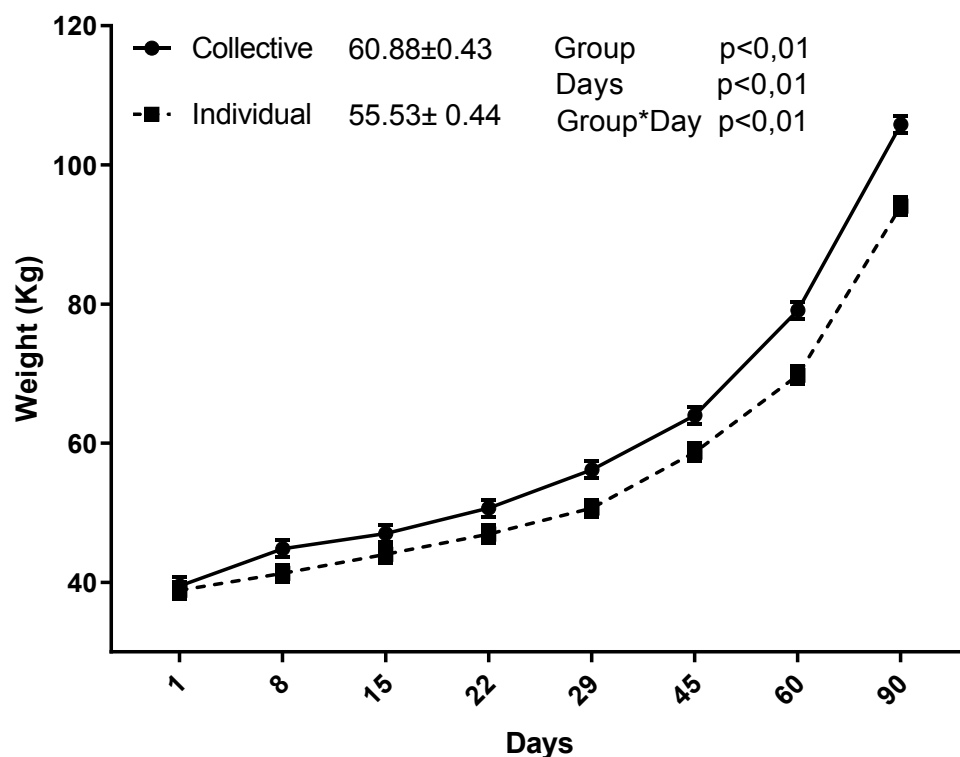 120
100
80
60
40
Weight (Kg)
Collective 60.88±0.43 Group p<0,01
Days p<0,01
Individual 55.53± 0.44 Group*Day p<0,01
1 8 15 22 29 45 60 90
Days